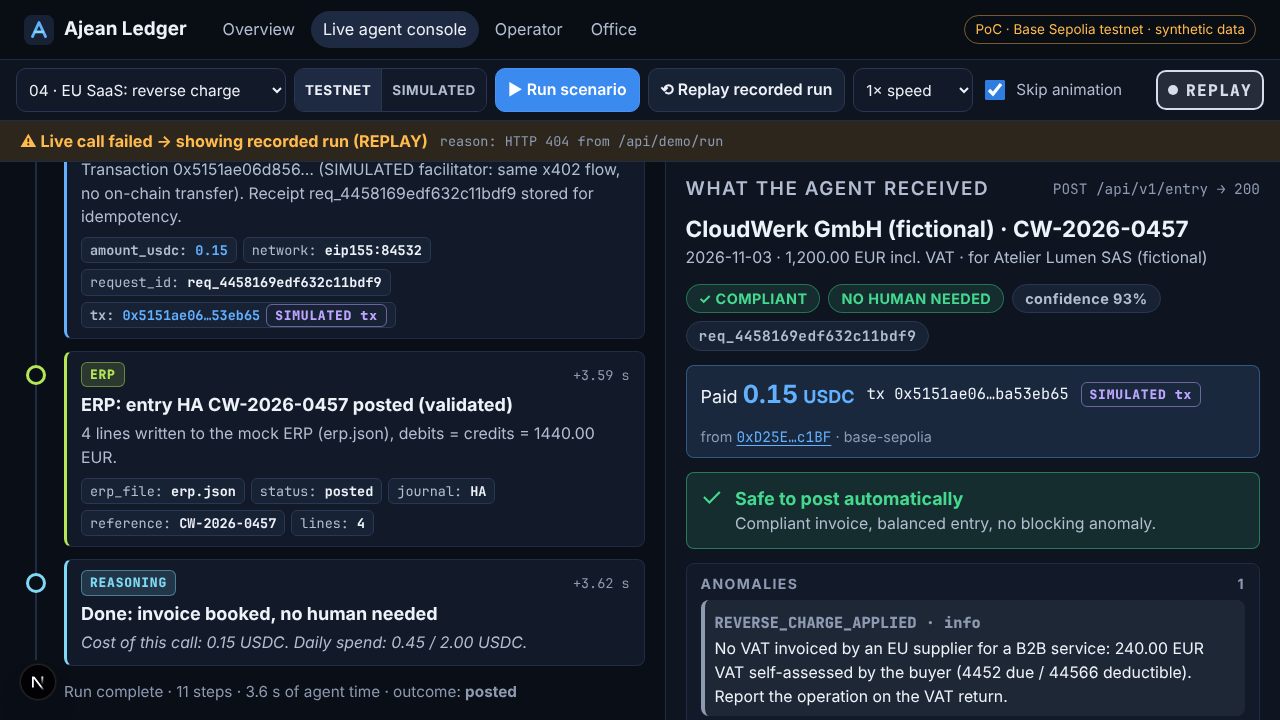 Ajean Ledger
Overview
Live agent console
Operator
Office
PoC · Base Sepolia testnet · synthetic data
04 · EU SaaS: reverse charge
TESTNET
SIMULATED
▶ Run scenario
⟲ Replay recorded run
1× speed
Skip animation
REPLAY
⚠ Live call failed → showing recorded run (REPLAY)
reason: HTTP 404 from /api/demo/run
Transaction 0x5151ae06d856… (SIMULATED facilitator: same x402 flow,
no on-chain transfer). Receipt req_4458169edf632c11bdf9 stored for
idempotency.
amount_usdc: 0.15
network: eip155:84532
request_id: req_4458169edf632c11bdf9
tx: 0x5151ae06…53eb65 SIMULATED tx
ERP
+3.59 s
ERP: entry HA CW-2026-0457 posted (validated)
4 lines written to the mock ERP (erp.json), debits = credits = 1440.00
EUR.
erp_file: erp.json
status: posted
journal: HA
reference: CW-2026-0457
lines: 4
REASONING
+3.62 s
Done: invoice booked, no human needed
Cost of this call: 0.15 USDC. Daily spend: 0.45 / 2.00 USDC.
N
Run complete · 11 steps · 3.6 s of agent time · outcome: posted
WHAT THE AGENT RECEIVED
POST /api/v1/entry → 200
CloudWerk GmbH (fictional) · CW-2026-0457
2026-11-03 · 1,200.00 EUR incl. VAT · for Atelier Lumen SAS (fictional)
✓ COMPLIANT
NO HUMAN NEEDED
confidence 93%
req_4458169edf632c11bdf9
Paid 0.15 USDC tx 0x5151ae06…ba53eb65 SIMULATED tx
from 0xD25E…c1BF · base-sepolia
Safe to post automatically
Compliant invoice, balanced entry, no blocking anomaly.
ANOMALIES
1
REVERSE_CHARGE_APPLIED · info
No VAT invoiced by an EU supplier for a B2B service: 240.00 EUR
VAT self-assessed by the buyer (4452 due / 44566 deductible).
Report the operation on the VAT return.